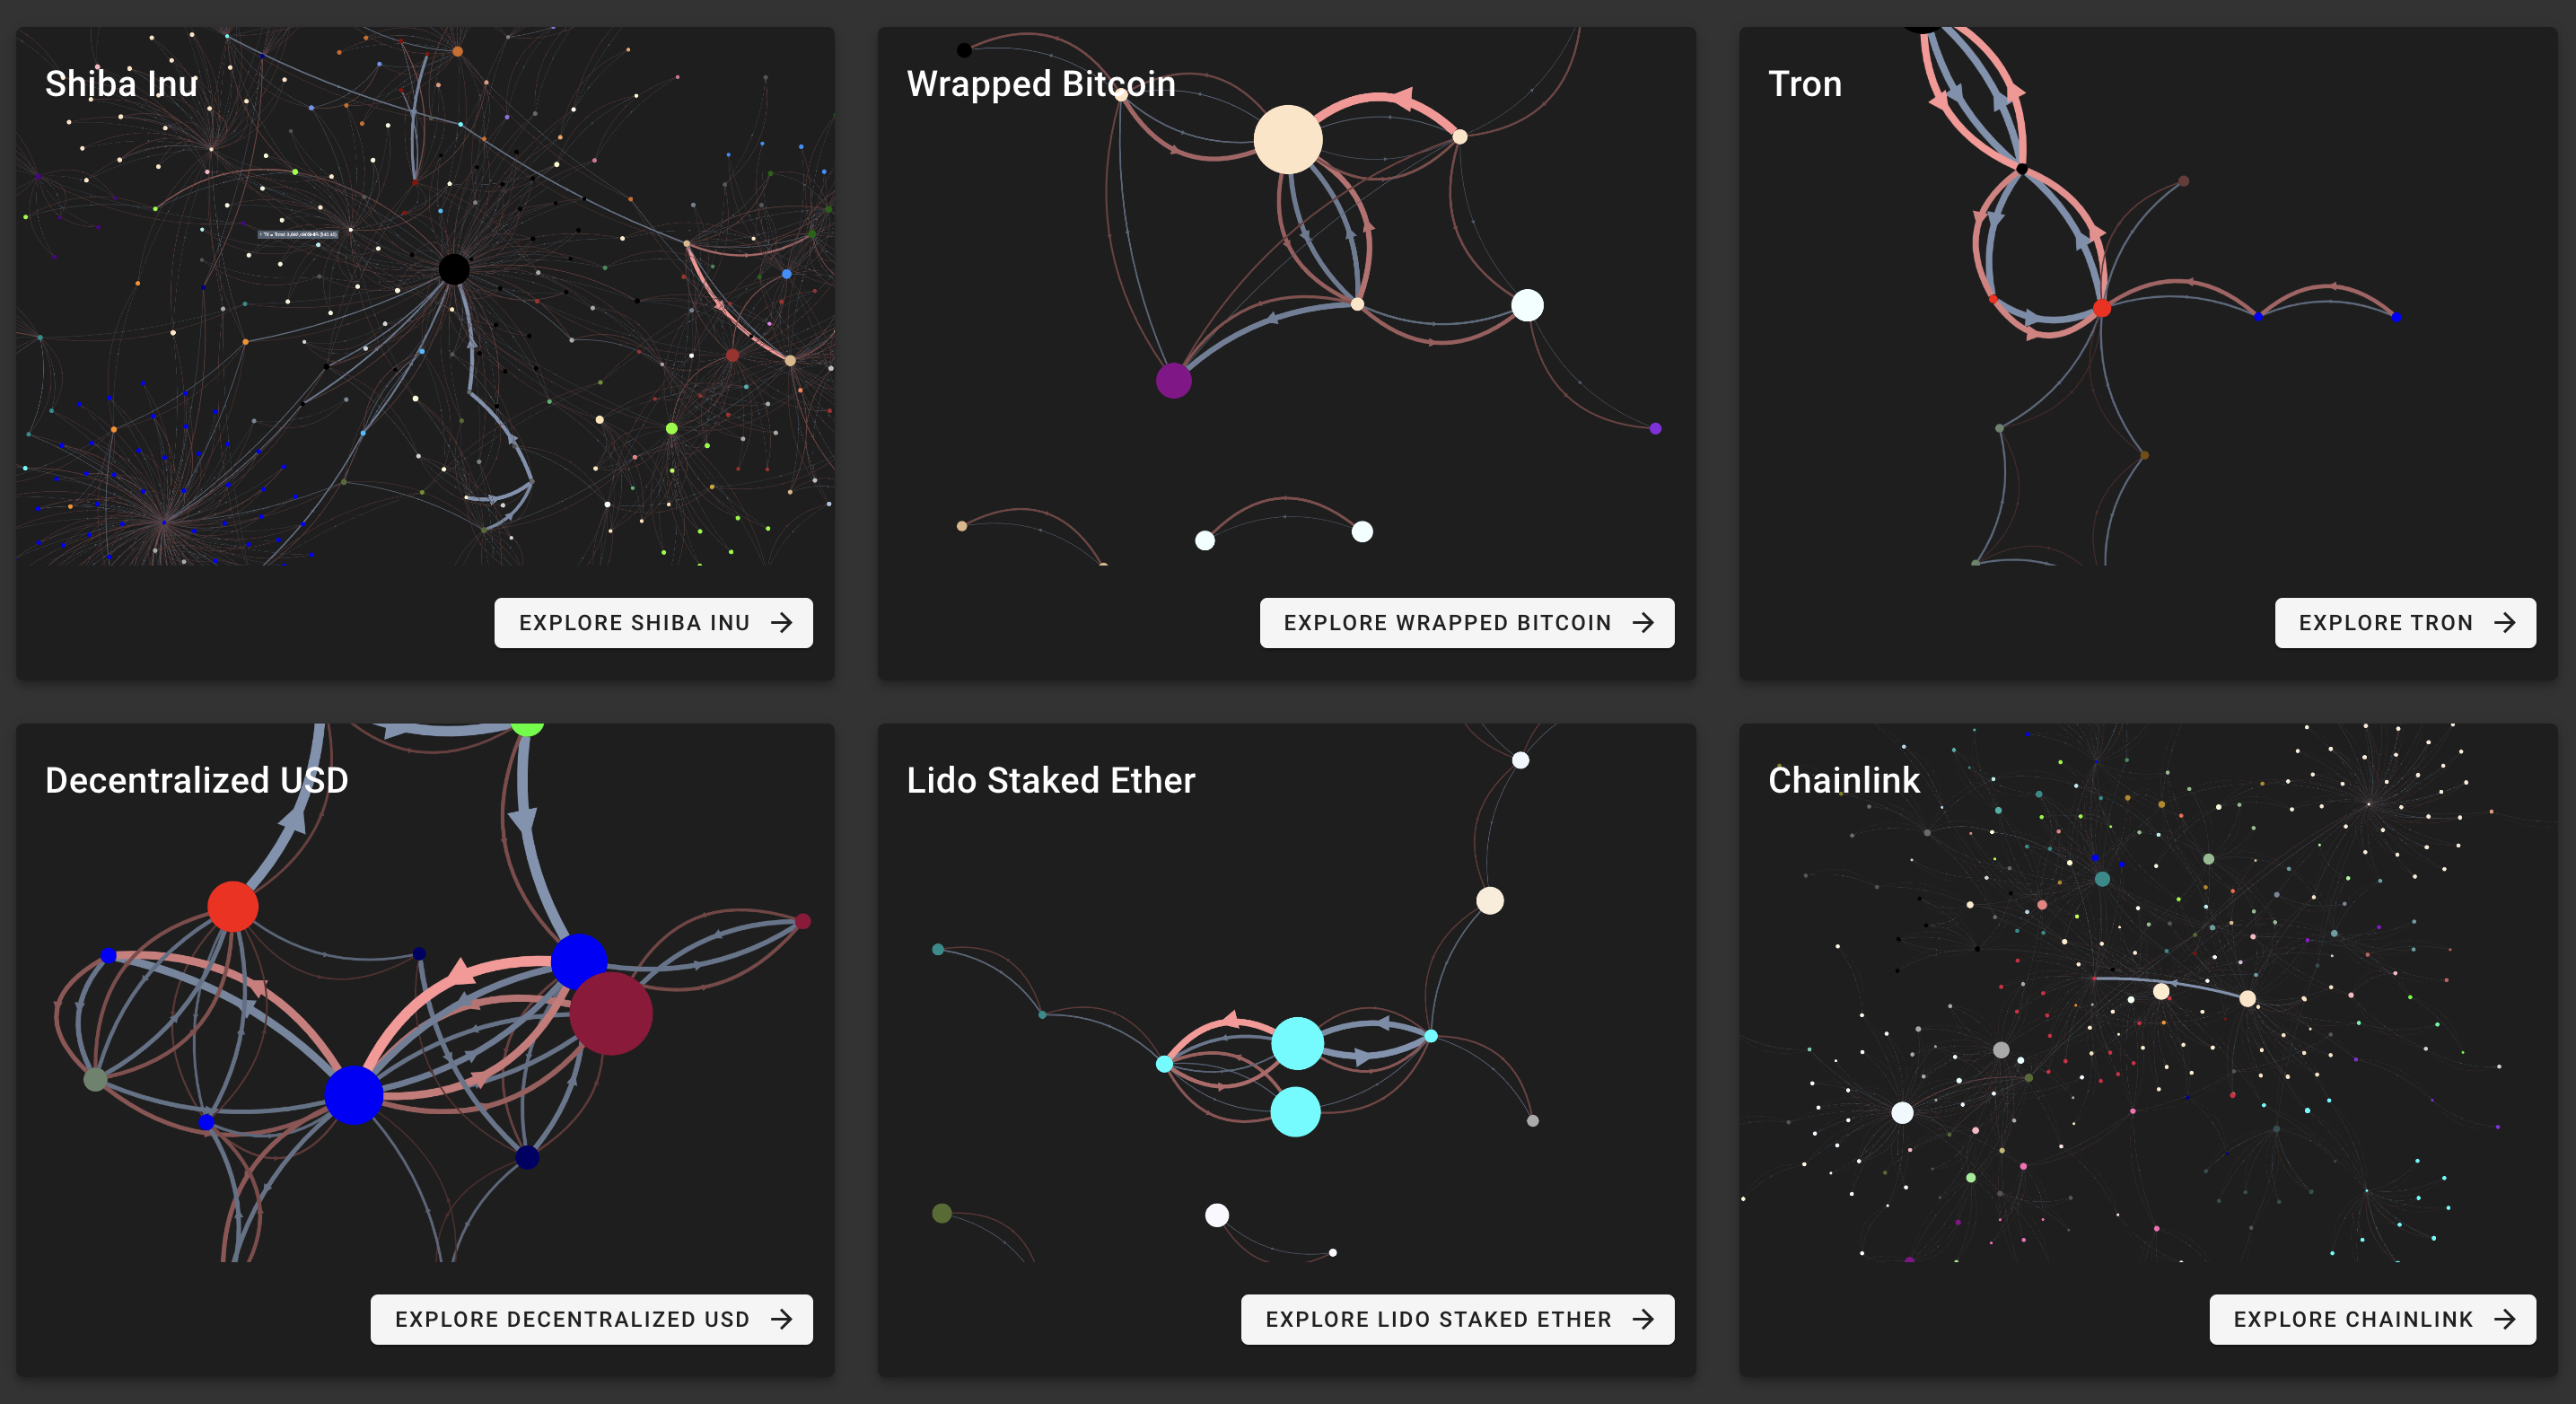 Shiba Inu
Wrapped Bitcoin
Tron
EXPLORE SHIBA INU
EXPLORE WRAPPED BITCOIN
EXPLORE TRON
Decentralized USD
Lido Staked Ether
Chainlink
EXPLORE DECENTRALIZED USD
EXPLORE LIDO STAKED ETHER
EXPLORE CHAINLINK